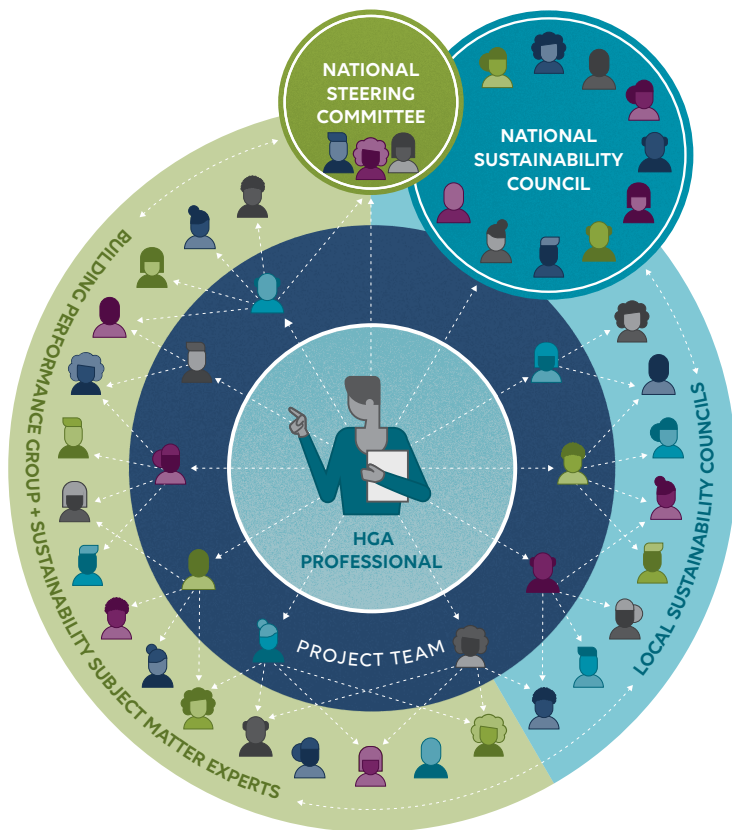 NATIONAL
STEERING
COMMITTEE
NATIONAL
SUSTAINABILITY
COUNCIL
BUILDING PERFORMANCE GROUP + SUSTAINABILITY SUBJECT MATTER EXPERTS
HGA
PROFESSIONAL
PROJECT TEAM
LOCAL SUSTAINABILITY COUNCILS